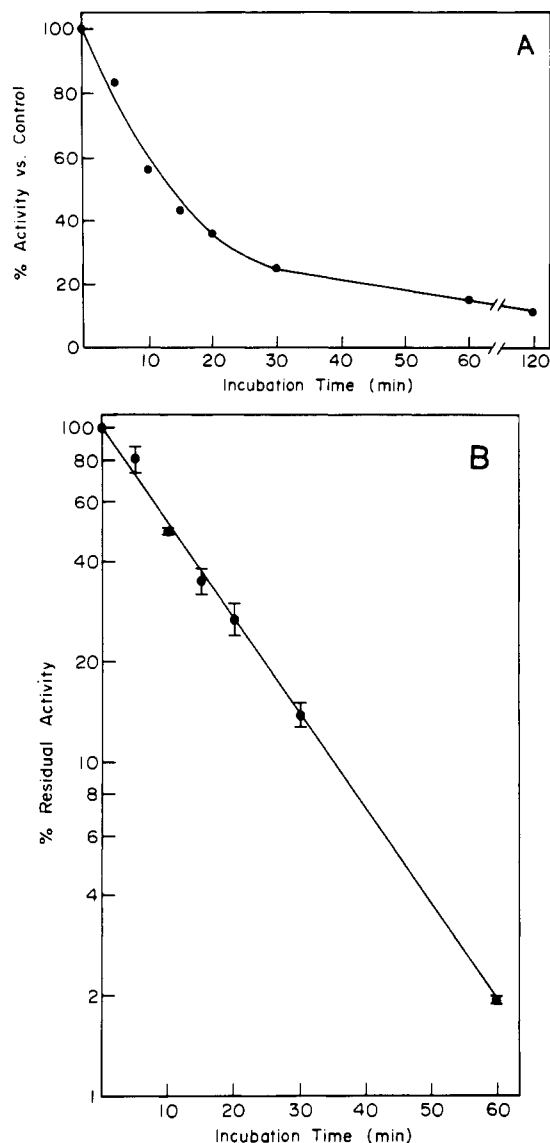 A
% Activity vs. Control
100
80
60
40
20
0
10 20 30 40 50 60 120
Incubation Time (min)
B
% Residual Activity
100
80
60
40
20
10
8
6
4
2
1
10 20 30 40 50 60
Incubation Time (min)